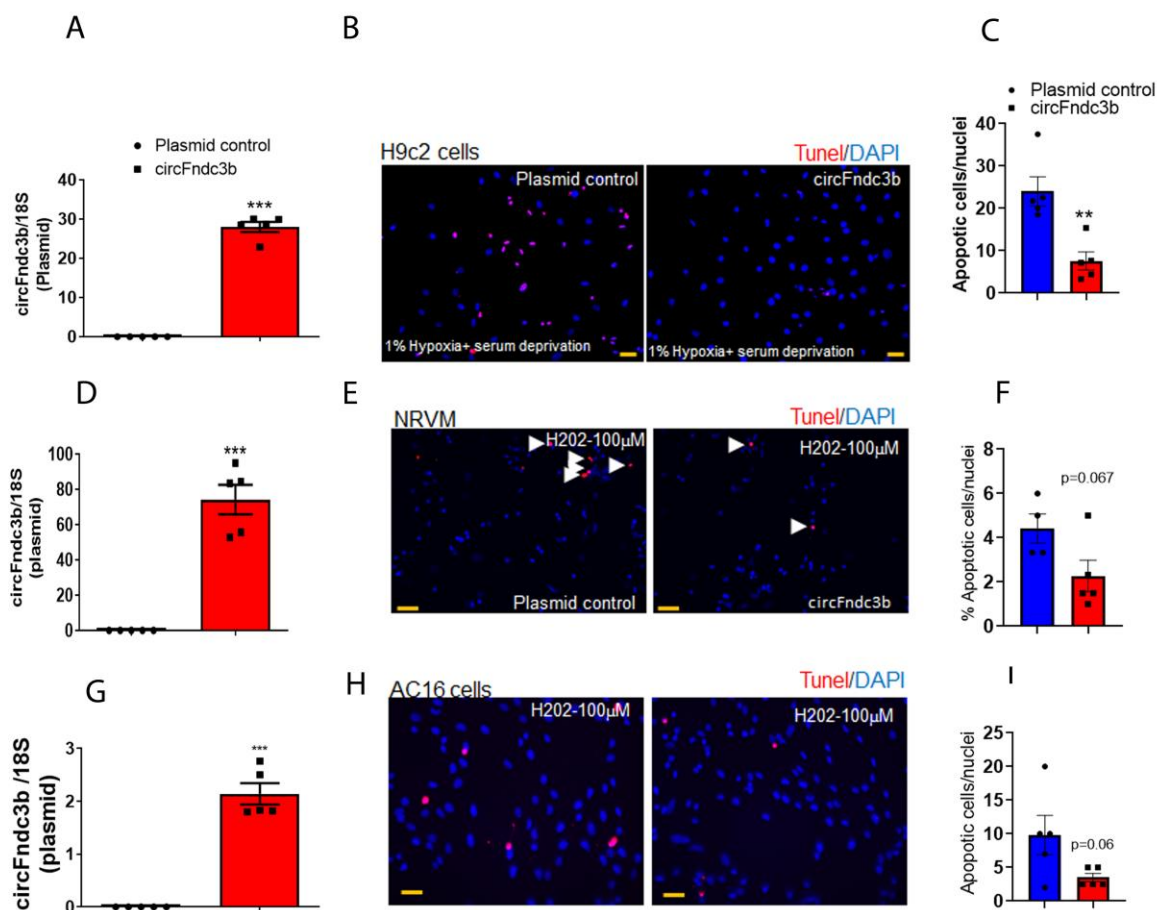 A
B
C
Plasmid control
circFndc3b
circFndc3b/18S
(Plasmid)
40
30
20
10
0
***
H9c2 cells
Tunel/DAPI
Plasmid control
circFndc3b
1% Hypoxia+ serum deprivation
1% Hypoxia+ serum deprivation
Plasmid control
circFndc3b
Apopotic cells/nuclei
40
30
20
10
0
**
D
E
F
circFndc3b/18S
(plasmid)
100
80
60
40
20
0
***
NRVM
Tunel/DAPI
H202-100μM
H202-100μM
Plasmid control
circFndc3b
% Apoptotic cells/nuclei
8
6
4
2
0
p=0.067
G
H
I
circFndc3b /18S
(plasmid)
3
2
1
0
***
AC16 cells
Tunel/DAPI
H202-100μM
H202-100μM
Apopotic cells/nuclei
25
20
15
10
5
0
p=0.06